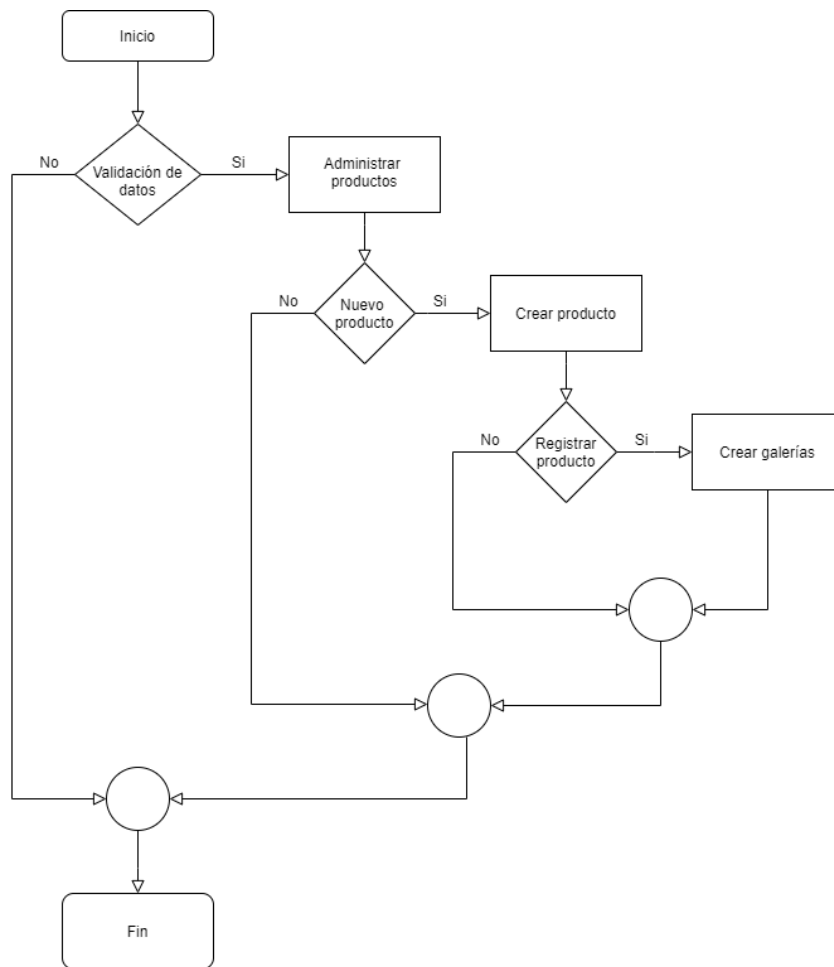 Inicio
No
Validación de
datos
Si
Administrar
productos
No
Nuevo
producto
Si
Crear producto
No
Registrar
producto
Si
Crear galerías
Fin